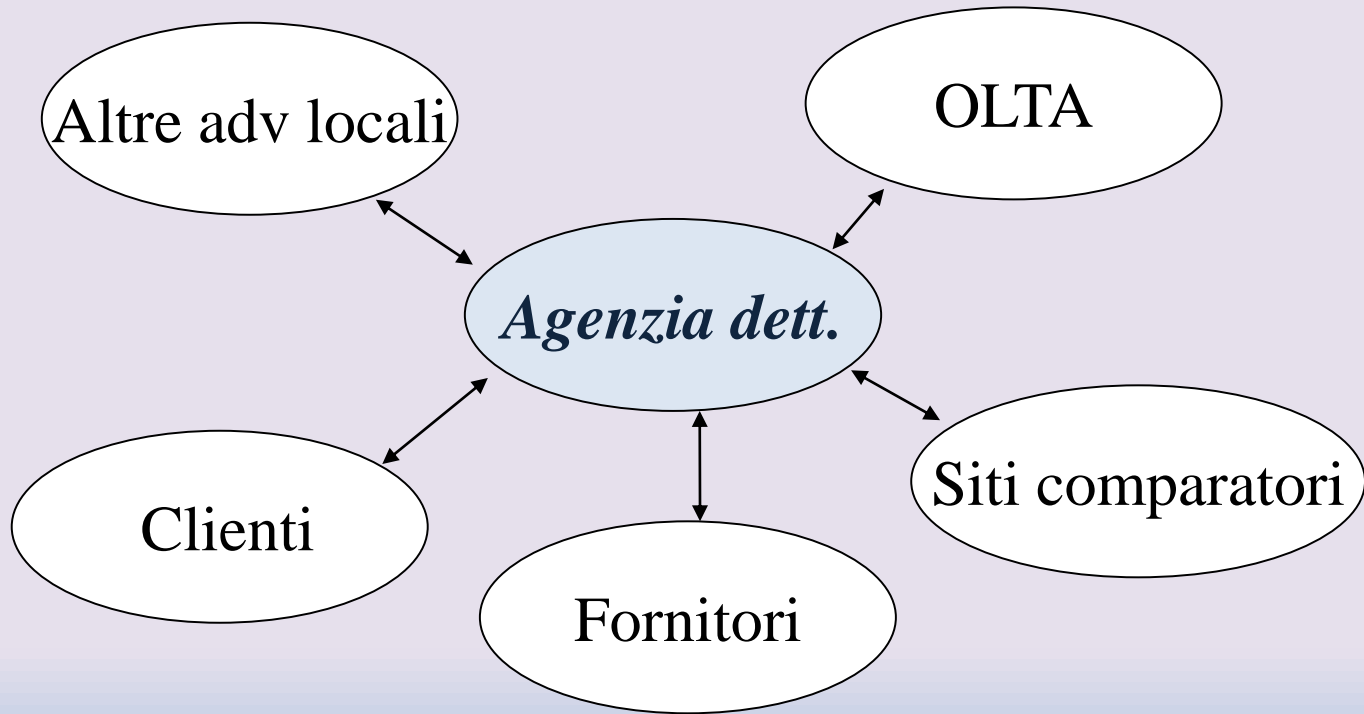 Altre adv locali
OLTA
Agenzia dett.
Siti comparatori
Clienti
Fornitori